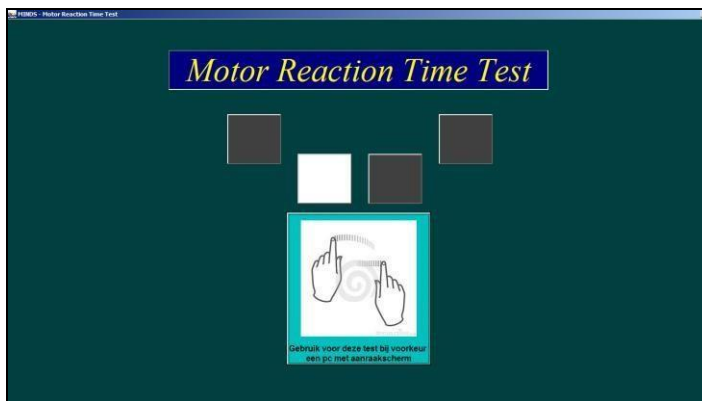 MINDS - Motor Reaction Time Test
Motor Reaction Time Test
Gebruik voor deze test bij voorkeur
een pc met aanraakscherm